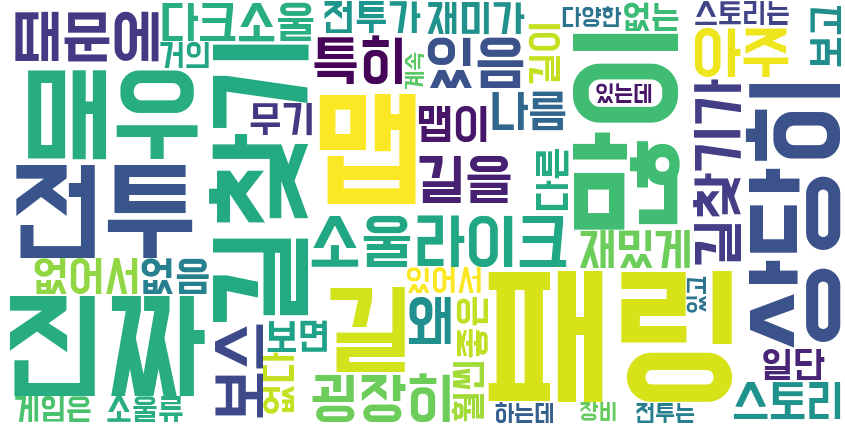 때문에
거의
다크소울
전투가
재미가
다양한
없는
스토리는
보고
매우
길찾기
특히
계속
있음
길이
맵이
아주
있는데
무기
맵
맵이
나름
길을
다른
전투
소울라이크
재밌게
길찾기가
상당히
없어서
없음
있어서
있고
진짜
보스
보면
없다
길
왜
좋은
훨씬
패링
일단
굉장히
게임은
소울류
하는데
장비
전투는
스토리